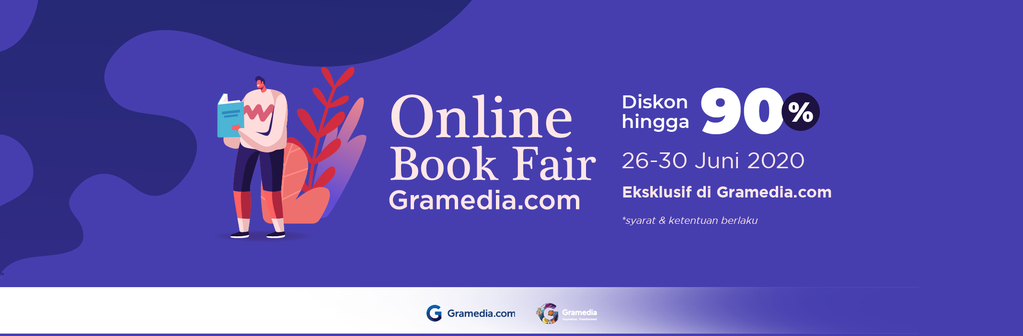 Online
Book Fair
Gramedia.com
Diskon
hingga
90%
26-30 Juni 2020
Eksklusif di Gramedia.com
*syarat & ketentuan berlaku
G Gramedia.com
Gramedia